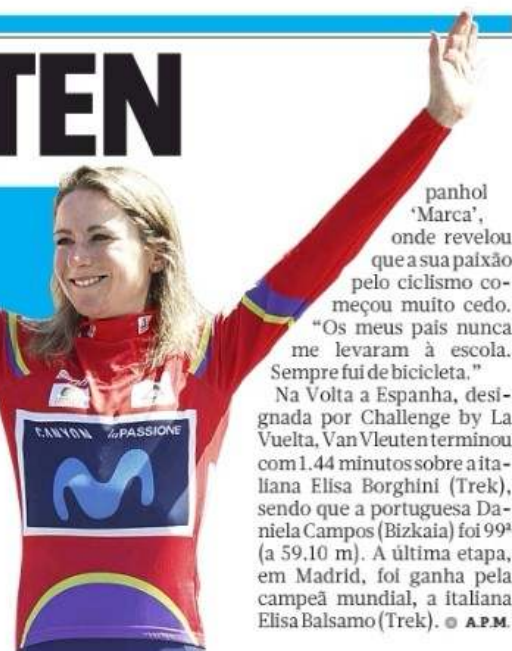 TEN
panhol
‘Marca’,
onde revelou
que a sua paixão
pelo ciclismo co-
meçou muito cedo.
“Os meus pais nunca
me levaram à escola.
Sempre fui de bicicleta.”
Na Volta a Espanha, desi-
gnada por Challenge by La
Vuelta, Van Vleuten terminou
com 1.44 minutos sobre a ita-
liana Elisa Borghini (Trek),
sendo que a portuguesa Da-
niela Campos (Bizkaia) foi 99ª
(a 59.10 m). A última etapa,
em Madrid, foi ganha pela
campeã mundial, a italiana
Elisa Balsamo (Trek). A.P.M.
CANYON laPASSIONE